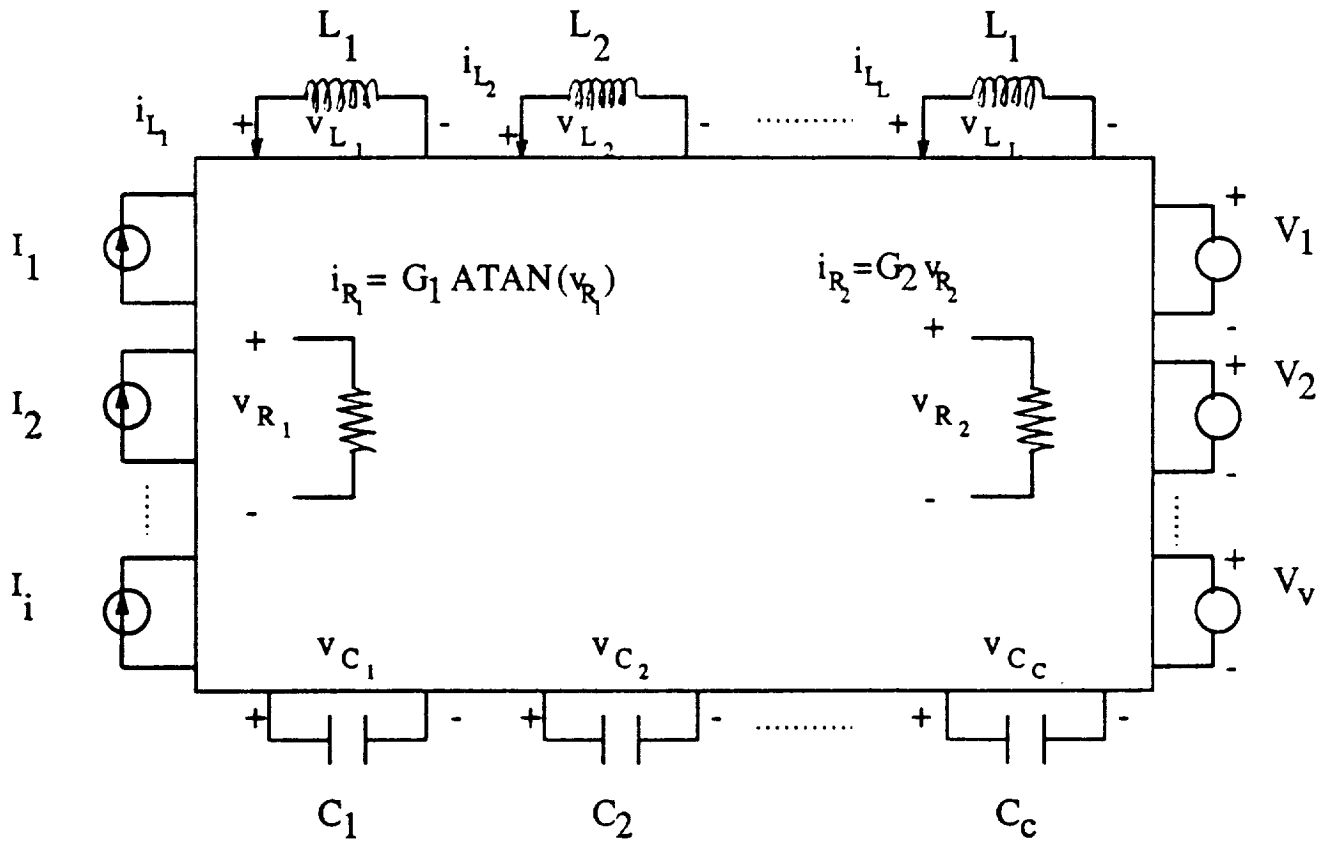 L1 L2 L1
iL1 iL2 iLL
+ vL1 - + vL2 - ........... + vL1 -
I1
iR1 = G1 ATAN(vR1) iR2=G2 vR2
+ V1 -
I2
+ vR1 -
+ vR2 -
+ V2 -
Ii
+ Vv -
vC1 vC2 vCC
+ - + - ........... + -
C1 C2 Cc